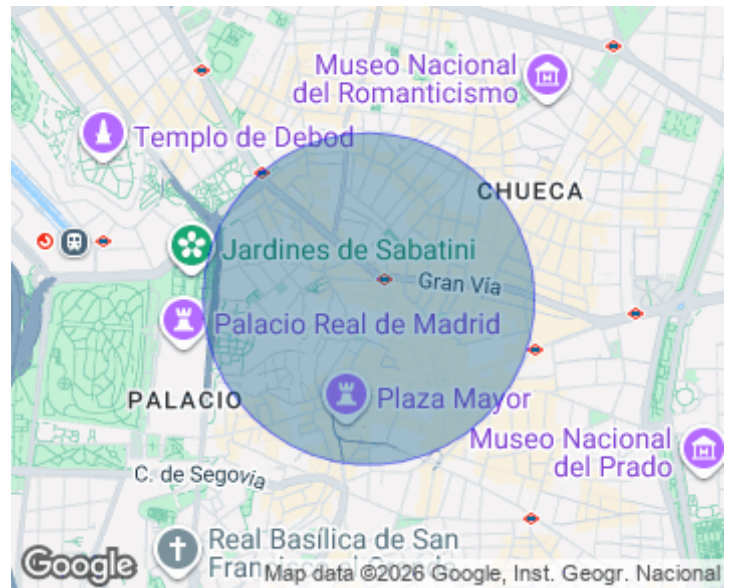 Museo Nacional
del Romanticismo
Templo de Debod
CHUECA
Jardines de Sabatini
Gran Vía
Palacio Real de Madrid
PALACIO
Plaza Mayor
Museo Nacional
del Prado
C. de Segovia
Real Basílica de San
Google
Map data ©2026 Google, Inst. Geogr. Nacional